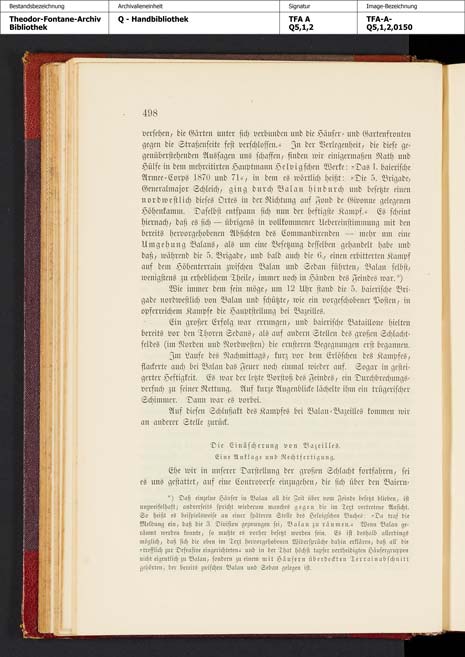 Bestandsbezeichnung Archivalieneinheit Signatur Image-Bezeichnung
Theodor-Fontane-Archiv Q - Handbibliothek TFA A TFA-A-
Bibliothek Q5,1,2 Q5,1,2,0150
498
versehen, die Gärten unter sich verbunden und die Häuser- und Gartenfronten
gegen die Straßenseite fest verschlossen.« In der Verlegenheit, die diese ge-
genüberstehenden Aussagen uns schaffen, finden wir einigermaßen Rath und
Hülfe in dem mehrcitirten Hauptmann Helvigschen Werke: »Das I. baierische
Armee-Corps 1870 und 71«, in dem es wörtlich heißt: »Die 5. Brigade,
Generalmajor Schleich, ging durch Balan hindurch und besetzte einen
nordwestlich dieses Ortes in der Richtung auf Fond de Givonne gelegenen
Höhenkamm. Daselbst entspann sich nun der heftigste Kampf.« Es scheint
hiernach, daß es sich — übrigens in vollkommener Uebereinstimmung mit den
bereits hervorgehobenen Absichten des Commandirenden — mehr um eine
Umgehung Balans, als um eine Besetzung desselben gehandelt habe und
daß, während die 5. Brigade, und bald auch die 6., einen erbitterten Kampf
auf dem Höhenterrain zwischen Balan und Sedan führten, Balan selbst,
wenigstens zu erheblichem Theile, immer noch in Händen des Feindes war.*)
Wie immer dem sein möge, um 12 Uhr stand die 5. baierische Bri-
gade nordwestlich von Balan und schützte, wie ein vorgeschobener Posten, in
opferreichem Kampfe die Hauptstellung bei Bazeilles.
Ein großer Erfolg war errungen, und baierische Bataillone hielten
bereits vor den Thoren Sedans, als auf andern Stellen des großen Schlacht-
feldes (im Norden und Nordwesten) die ernsteren Begegnungen erst begannen.
Im Laufe des Nachmittags, kurz vor dem Erlöschen des Kampfes,
flackerte auch bei Balan das Feuer noch einmal wieder auf. Sogar in gestei-
gerter Heftigkeit. Es war der letzte Vorstoß des Feindes, ein Durchbrechungs-
versuch zu seiner Rettung. Auf kurze Augenblicke lächelte ihm ein trügerischer
Schimmer. Dann war es vorbei.
Auf diesen Schlußakt des Kampfes bei Balan-Bazeilles kommen wir
an anderer Stelle zurück.
Die Einäscherung von Bazeilles.
Eine Anklage und Rechtfertigung.
Ehe wir in unserer Darstellung der großen Schlacht fortfahren, sei
es uns gestattet, auf eine Controverse einzugehen, die sich über den Baiern-
*) Daß einzelne Häuser in Balan all die Zeit über vom Feinde besetzt blieben, ist
unzweifelhaft; andererseits spricht wiederum manches gegen die im Text vertretene Ansicht.
So heißt es beispielsweise an einer späteren Stelle des Helvigschen Buches: »Da traf die
Meldung ein, daß die 3. Division gezwungen sei, Balan zu räumen.« Wenn Balan ge-
räumt werden konnte, so mußte es vorher besetzt worden sein. Es ist deshalb allerdings
möglich, daß sich die eben im Text hervorgehobenen Widersprüche dahin erklären, daß all die
»trefflich zur Defensive eingerichteten« und in der That höchst tapfer vertheidigten Häusergruppen
nicht eigentlich zu Balan, sondern zu einem mit Häusern überdeckten Terrainabschnitt
gehörten, der bereits zwischen Balan und Sedan gelegen ist.